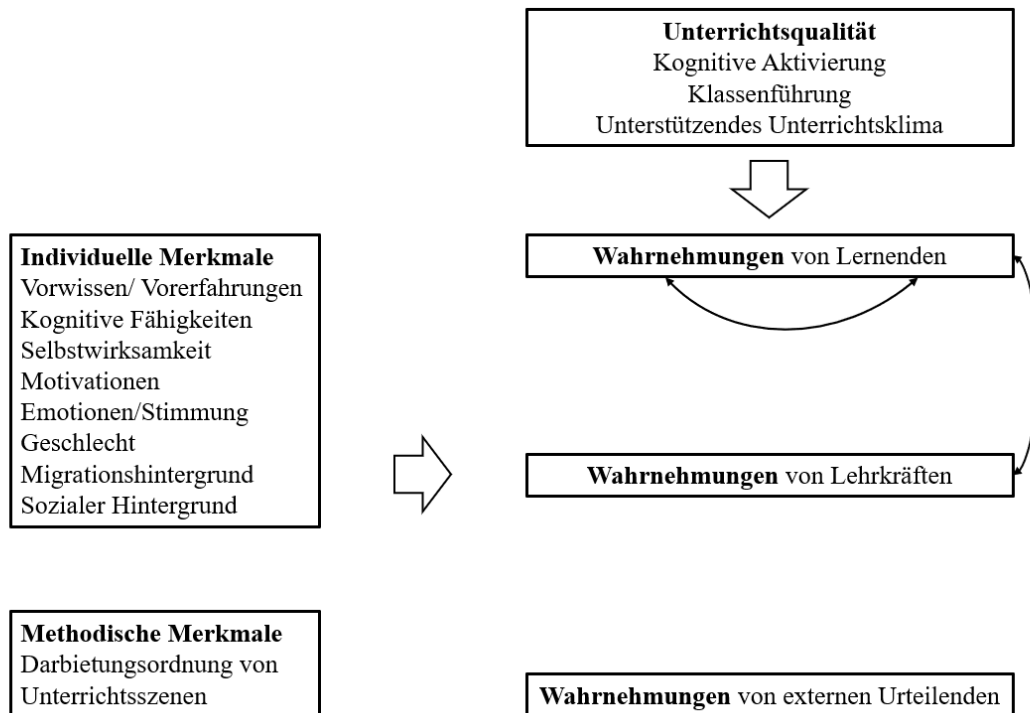 Unterrichtsqualität
Kognitive Aktivierung
Klassenführung
Unterstützendes Unterrichtsklima
Individuelle Merkmale
Vorwissen/ Vorerfahrungen
Kognitive Fähigkeiten
Selbstwirksamkeit
Motivationen
Emotionen/Stimmung
Geschlecht
Migrationshintergrund
Sozialer Hintergrund
Wahrnehmungen von Lernenden
Wahrnehmungen von Lehrkräften
Methodische Merkmale
Darbietungsordnung von
Unterrichtsszenen
Wahrnehmungen von externen Urteilenden